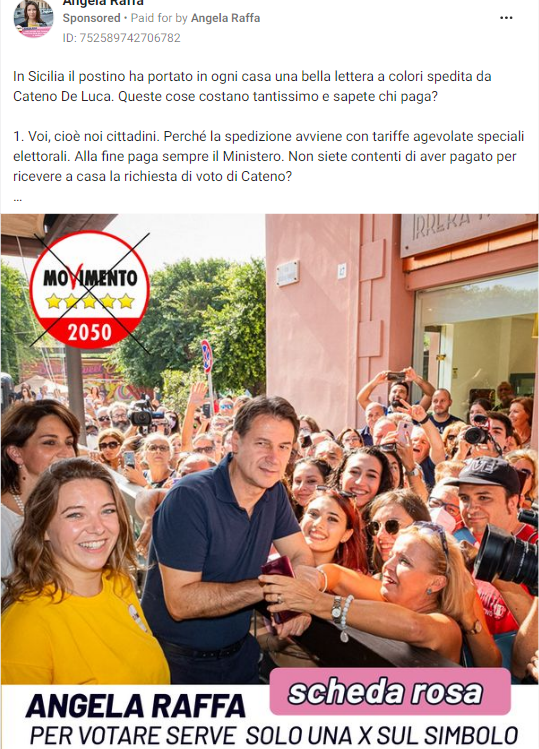 Angela Raffa
Sponsored • Paid for by Angela Raffa
ID: 752589742706782
In Sicilia il postino ha portato in ogni casa una bella lettera a colori spedita da
Cateno De Luca. Queste cose costano tantissimo e sapete chi paga?
1. Voi, cioè noi cittadini. Perché la spedizione avviene con tariffe agevolate speciali
elettorali. Alla fine paga sempre il Ministero. Non siete contenti di aver pagato per
ricevere a casa la richiesta di voto di Cateno?
...
MOVIMENTO
2050
ANGELA RAFFA
scheda rosa
PER VOTARE SERVE SOLO UNA X SUL SIMBOLO